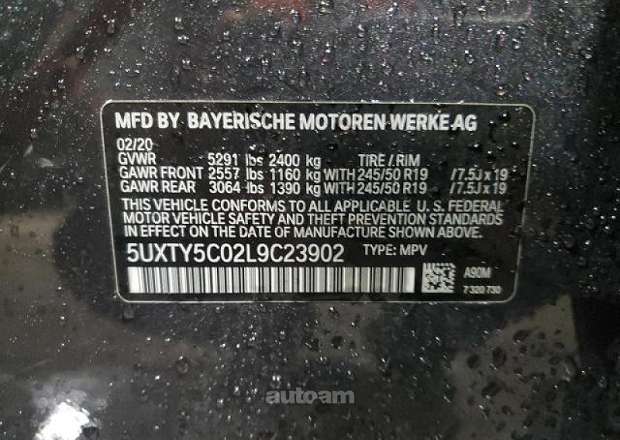 MFD BY BAYERISCHE MOTOREN WERKE AG
02/20
GVWR 5291 lbs 2400 kg TIRE / RIM
GAWR FRONT 2557 lbs 1160 kg WITH 245/50 R19 /7.5J x 19
GAWR REAR 3064 lbs 1390 kg WITH 245/50 R19 /7.5J x 19
THIS VEHICLE CONFORMS TO ALL APPLICABLE U. S. FEDERAL
MOTOR VEHICLE SAFETY AND THEFT PREVENTION STANDARDS
IN EFFECT ON THE DATE OF MANUFACTURE SHOWN ABOVE.
5UXTY5C02L9C23902 TYPE: MPV
A90M
7 320 730
autoam